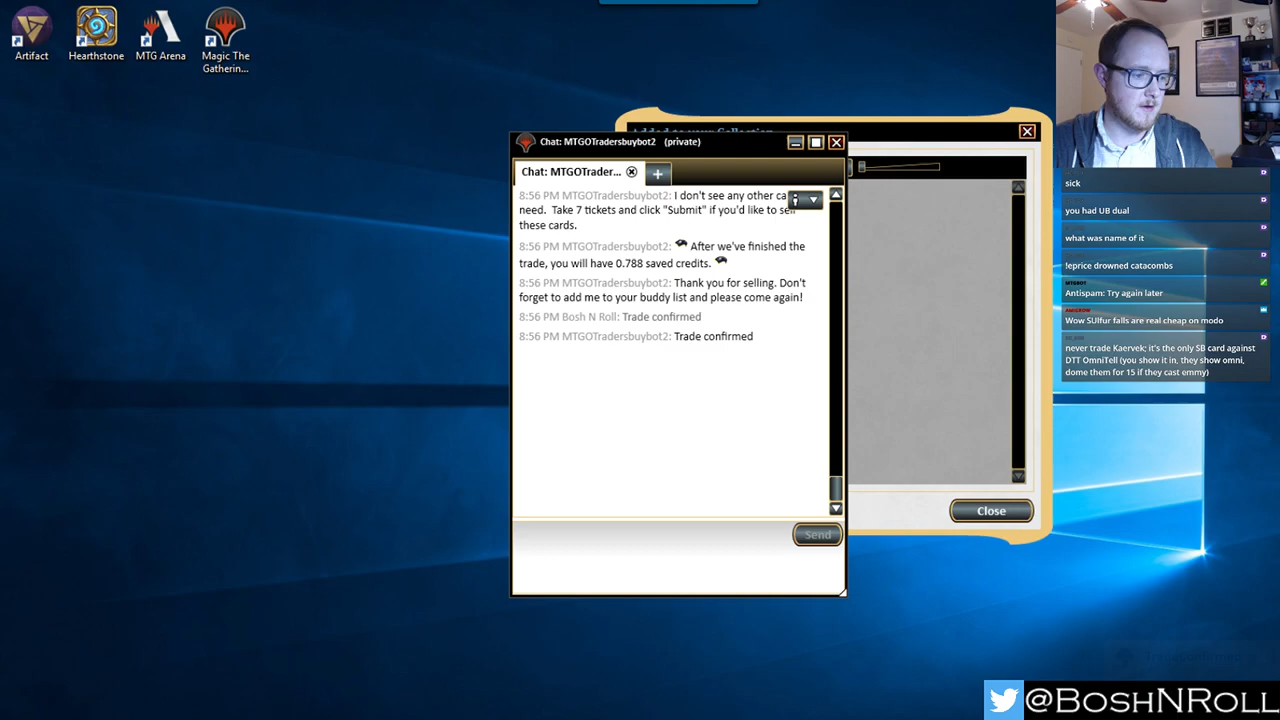 Artifact
Hearthstone
MTG Arena
Magic The
Gatherin...
Added to your Collection
Chat: MTGOTradersbuybot2 (private)
Chat: MTGOTrader...
8:56 PM MTGOTradersbuybot2: I don't see any other ca
need. Take 7 tickets and click "Submit" if you'd like to sell
these cards.
8:56 PM MTGOTradersbuybot2: After we've finished the
trade, you will have 0.788 saved credits.
8:56 PM MTGOTradersbuybot2: Thank you for selling. Don't
forget to add me to your buddy list and please come again!
8:56 PM Bosh N Roll: Trade confirmed
8:56 PM MTGOTradersbuybot2: Trade confirmed
Send
Close
sick
you had UB dual
what was name of it
!eprice drowned catacombs
Antispam: Try again later
Wow SUlfur falls are real cheap on modo
never trade Kaervek; it's the only SB card against
DTT OmniTell (you show it in, they show omni,
dome them for 15 if they cast emmy)
Trade confirmed
@BoshNRoll